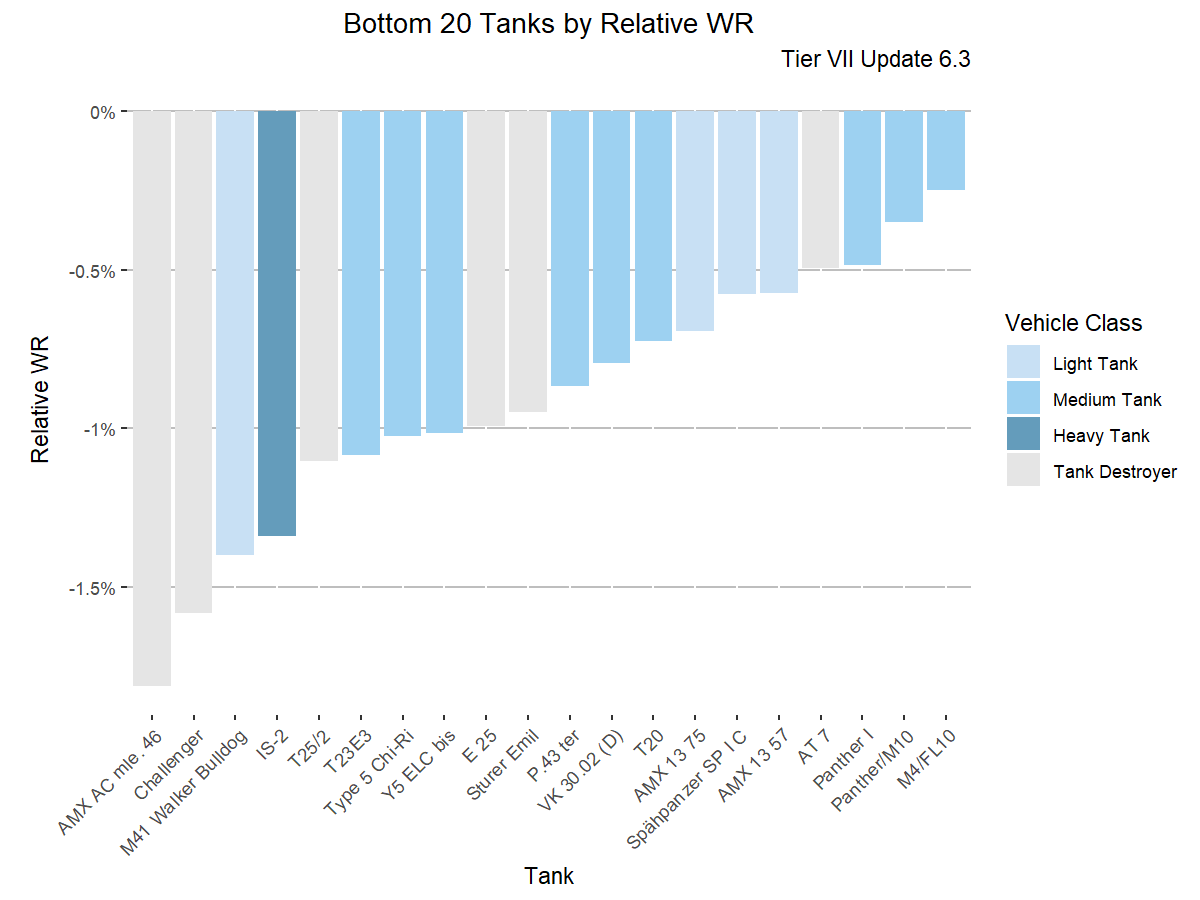 Bottom 20 Tanks by Relative WR
Tier VII Update 6.3
0%
-0.5%
-1%
-1.5%
Relative WR
AMX AC mle. 46
Challenger
M41 Walker Bulldog
IS-2
T25/2
T23E3
Type 5 Chi-Ri
Y5 ELC bis
E 25
Sturer Emil
P.43 ter
VK 30.02 (D)
T20
AMX 13 75
Spähpanzer SP I C
AMX 13 57
AT 7
Panther I
Panther/M10
M4/FL10
Tank
Vehicle Class
Light Tank
Medium Tank
Heavy Tank
Tank Destroyer